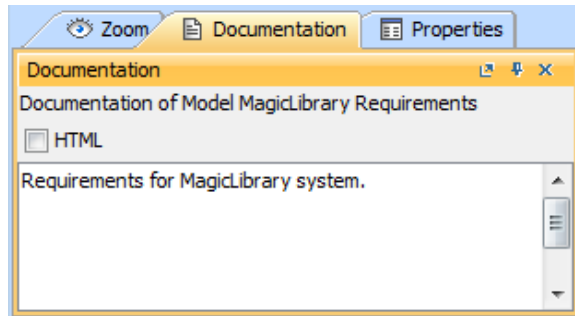 Zoom Documentation Properties
Documentation
Documentation of Model MagicLibrary Requirements
HTML
Requirements for MagicLibrary system.